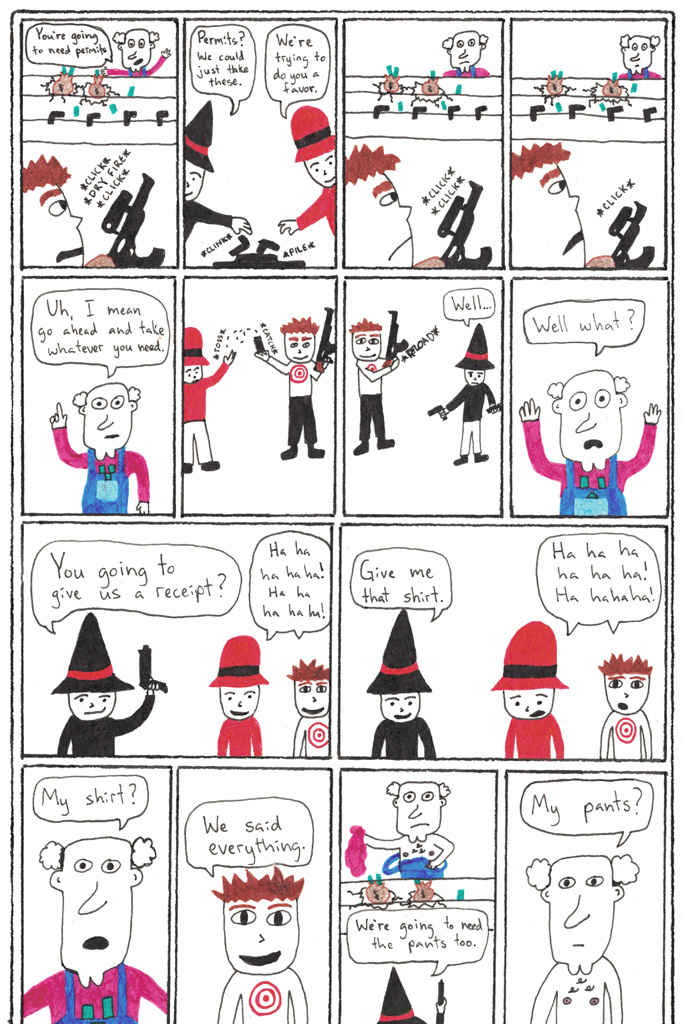 You're going
to need permits
*CLICK*
*DRY FIRE*
*CLICK*
Permits?
We could
just take
these.
We're
trying to
do you a
favor.
*CLINK*
*PILE*
*CLICK*
*CLICK*
*CLICK*
Uh, I mean
go ahead and take
whatever you need.
*TOSS*
*CATCH*
*RELOAD*
Well...
Well what?
You going to
give us a receipt?
Ha ha
ha ha ha!
Ha ha
ha ha ha!
Give me
that shirt.
Ha ha ha
ha ha ha!
Ha hahaha!
My shirt?
We said
everything.
We're going to need
the pants too.
My pants?